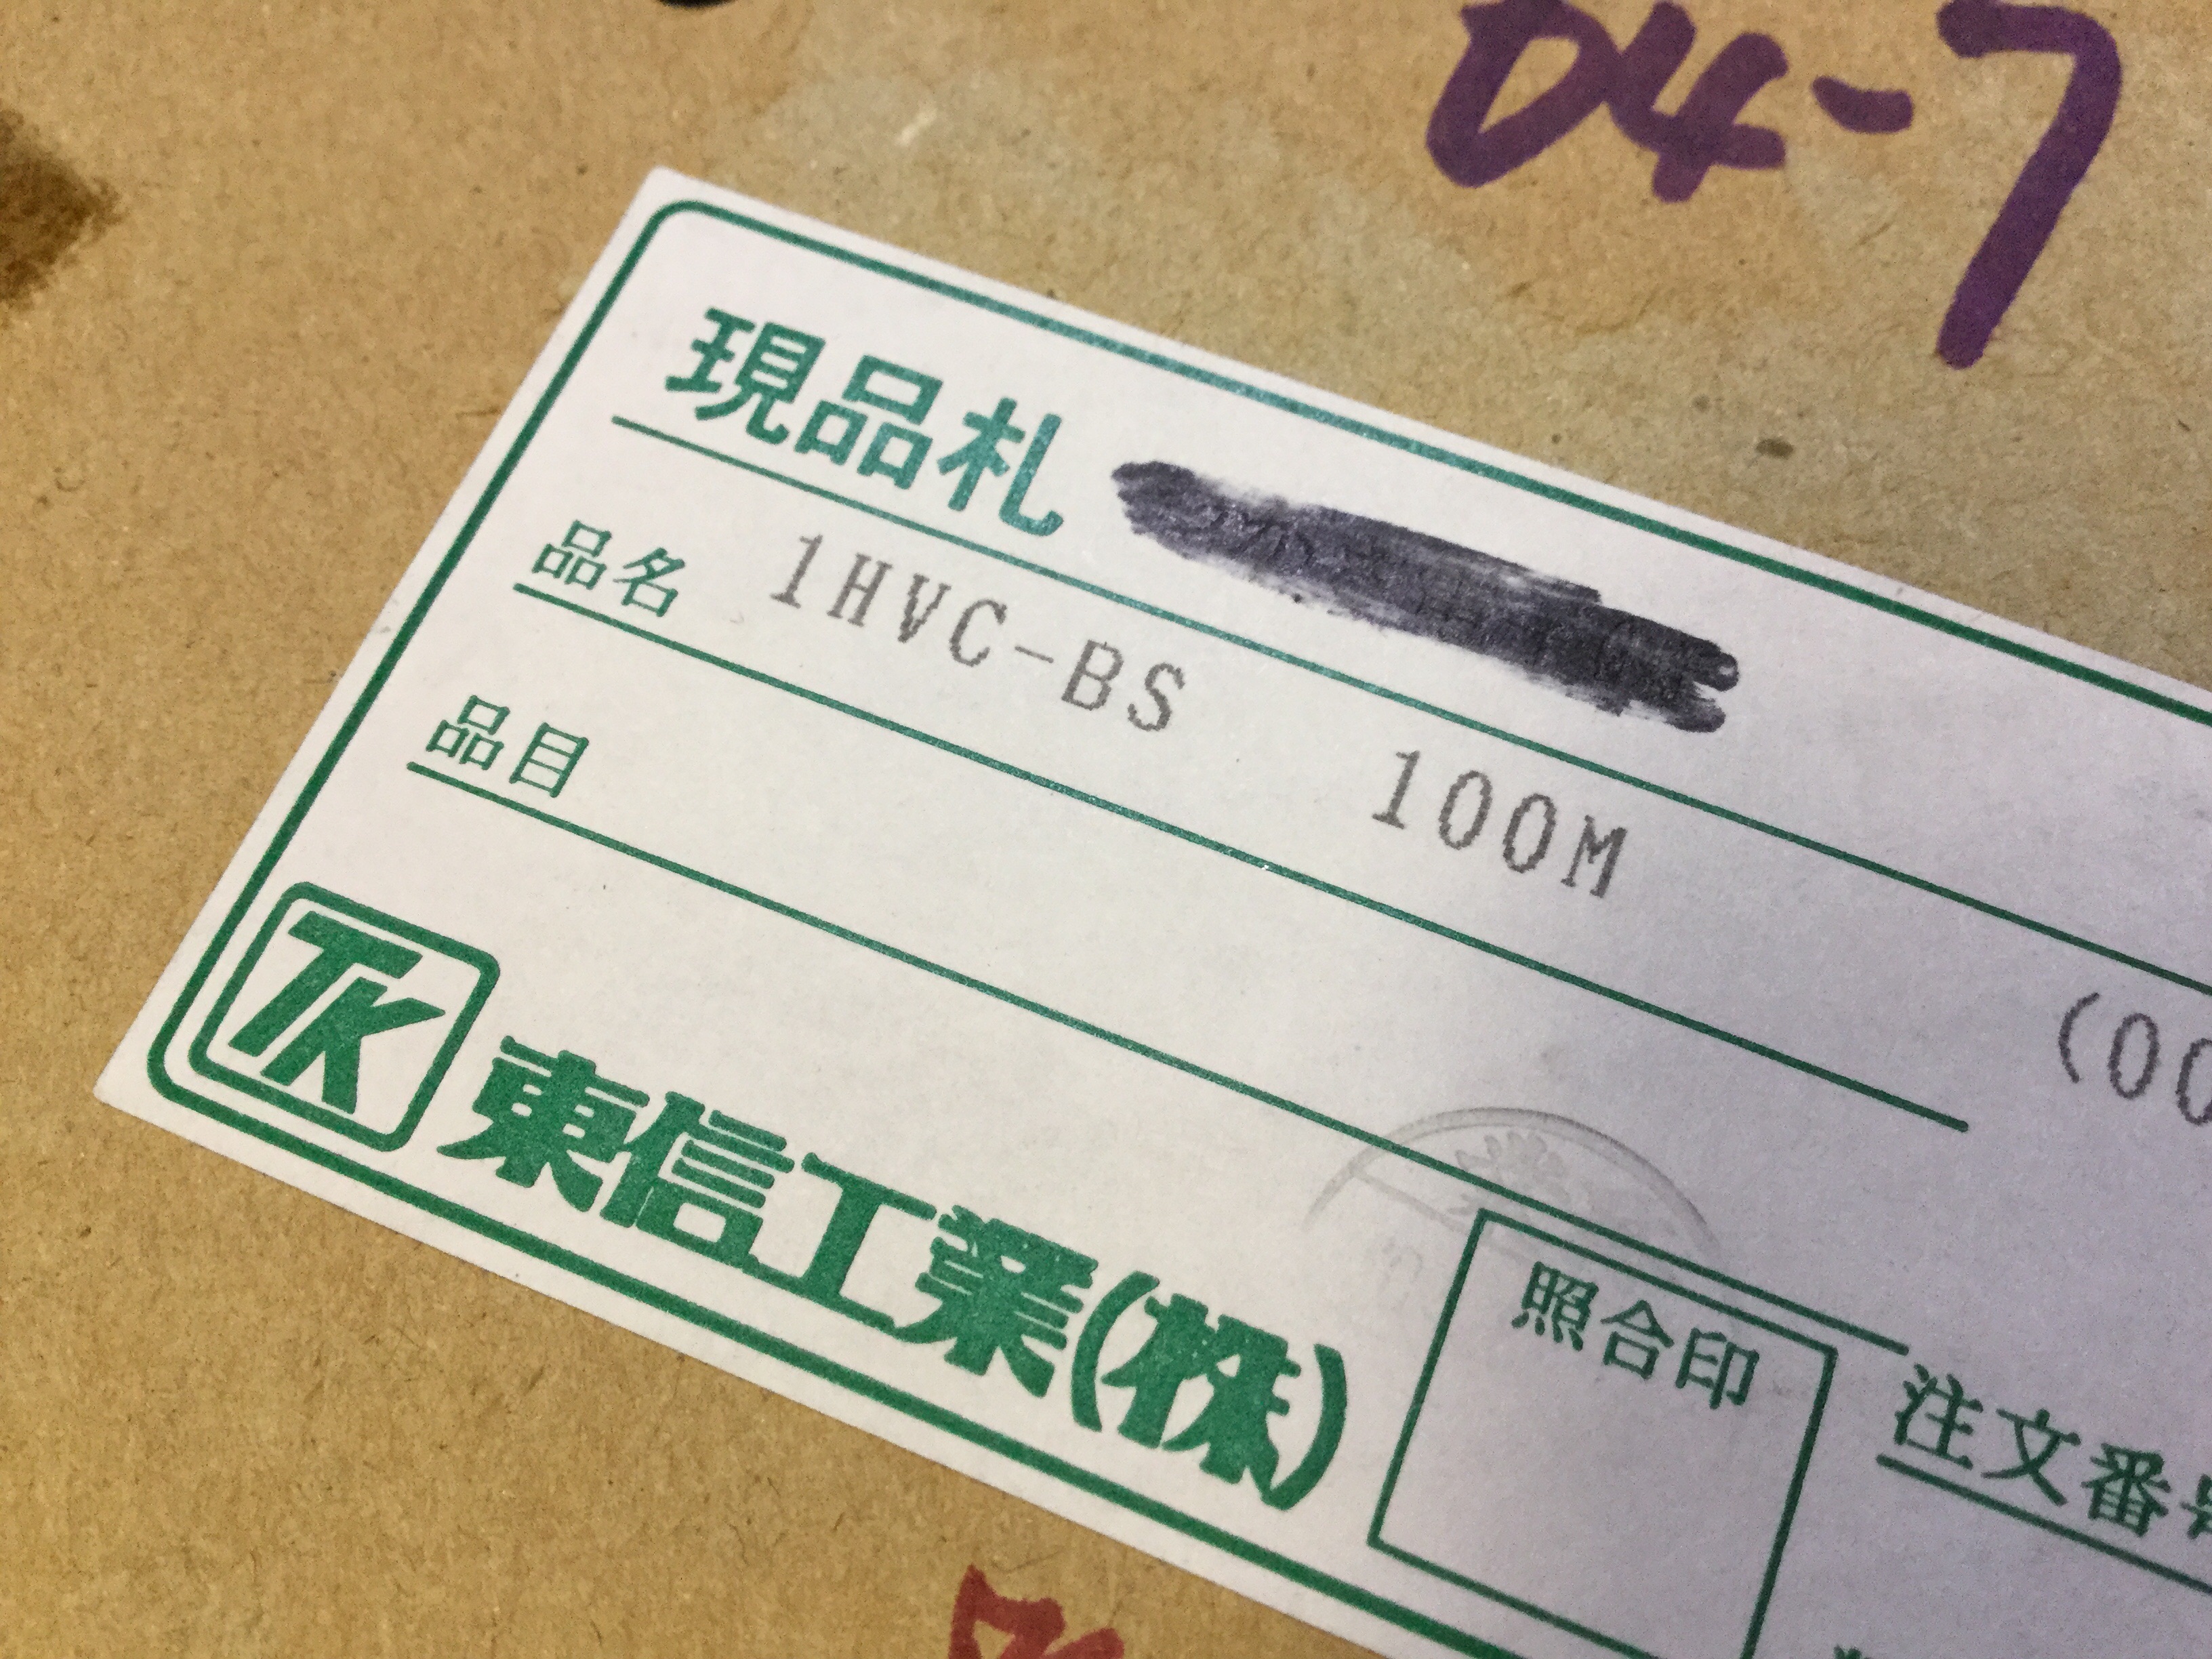 04-7
現品札
品名 1HVC-BS 100M
(00
品目
TK 東信工業(株)
照合印
注文番号